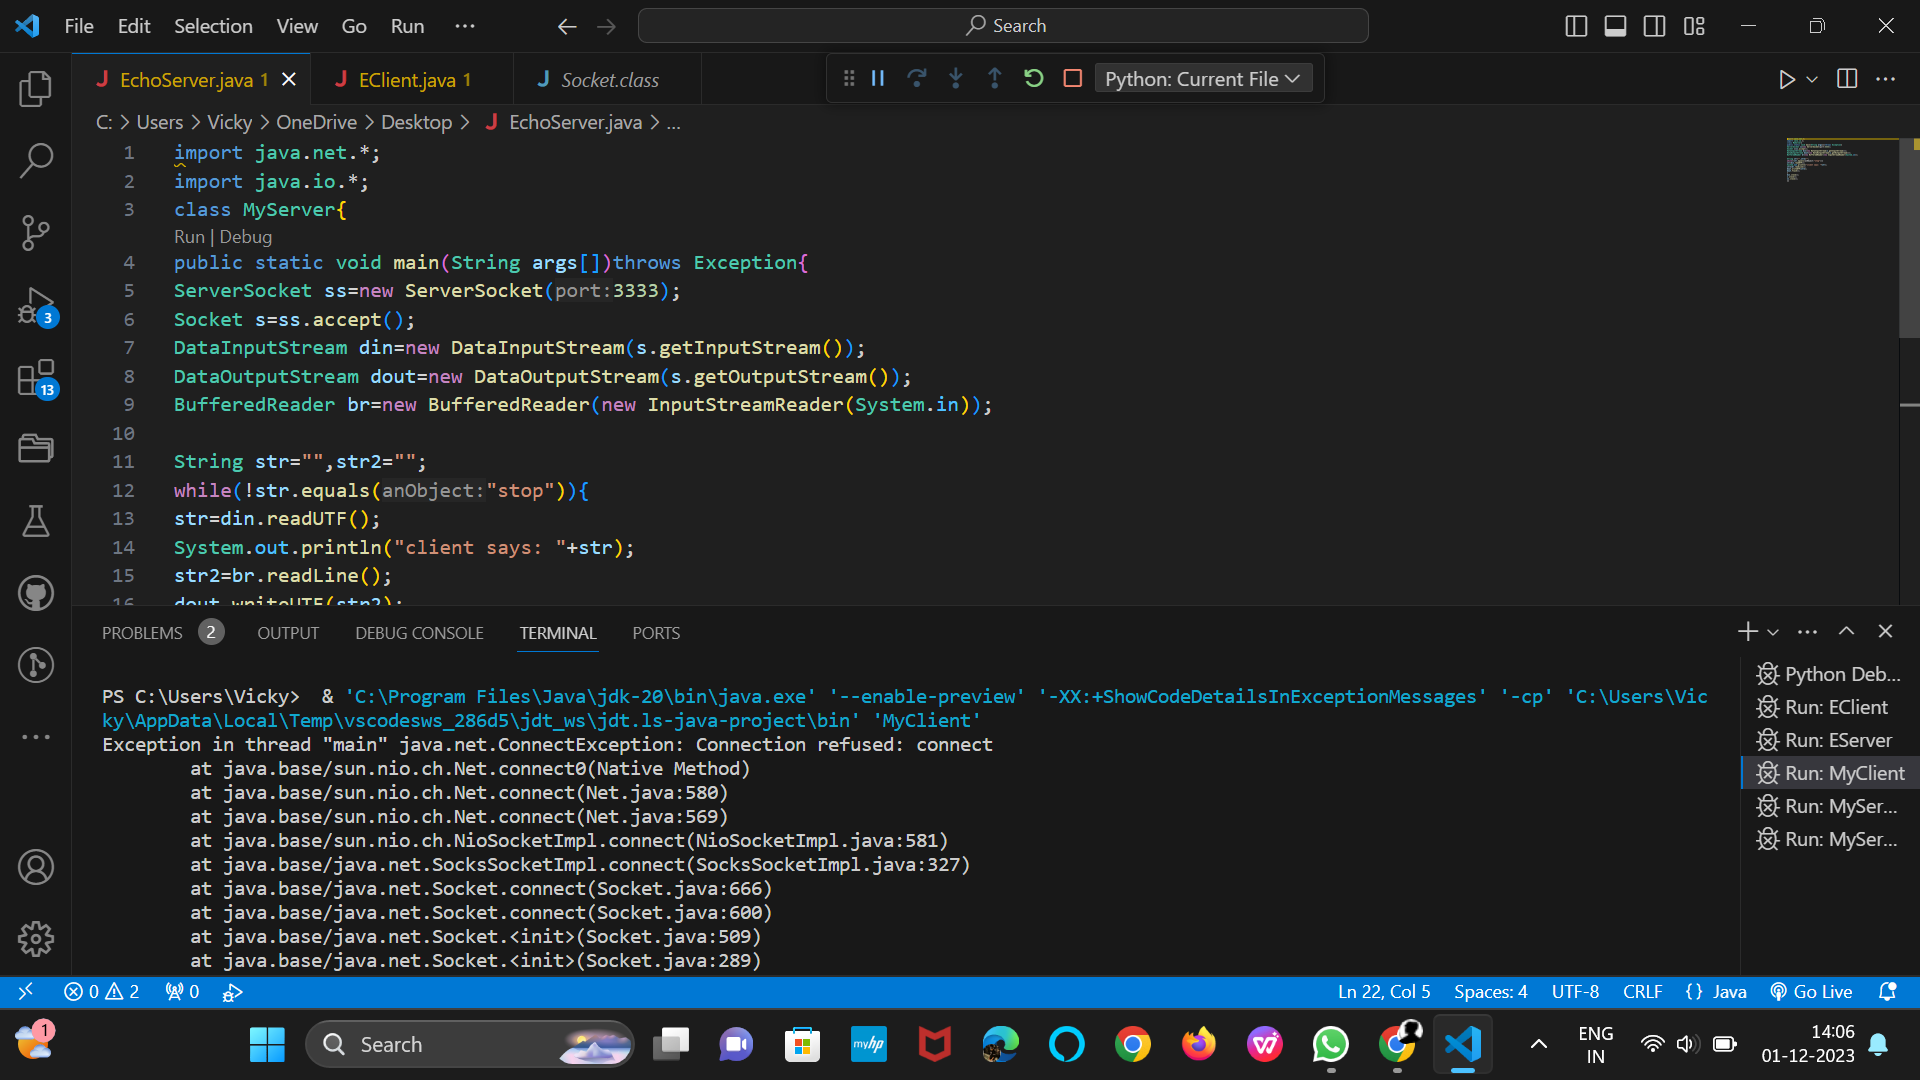 File Edit Selection View Go Run ···
Search
EchoServer.java 1
EClient.java 1
Socket.class
Python: Current File
C: > Users > Vicky > OneDrive > Desktop > J EchoServer.java > ...
1 import java.net.*;
2 import java.io.*;
3 class MyServer{
Run | Debug
4 public static void main(String args[])throws Exception{
5 ServerSocket ss=new ServerSocket(port:3333);
6 Socket s=ss.accept();
7 DataInputStream din=new DataInputStream(s.getInputStream());
8 DataOutputStream dout=new DataOutputStream(s.getOutputStream());
9 BufferedReader br=new BufferedReader(new InputStreamReader(System.in));
10
11 String str="",str2="";
12 while(!str.equals(anObject:"stop")){
13 str=din.readUTF();
14 System.out.println("client says: "+str);
15 str2=br.readLine();
16 dout.writeUTF(str2);
3
13
PROBLEMS 2 OUTPUT DEBUG CONSOLE TERMINAL PORTS
PS C:\Users\Vicky>  & 'C:\Program Files\Java\jdk-20\bin\java.exe' '--enable-preview' '-XX:+ShowCodeDetailsInExceptionMessages' '-cp' 'C:\Users\Vic
ky\AppData\Local\Temp\vscodesws_286d5\jdt_ws\jdt.ls-java-project\bin' 'MyClient'
Exception in thread "main" java.net.ConnectException: Connection refused: connect
at java.base/sun.nio.ch.Net.connect0(Native Method)
at java.base/sun.nio.ch.Net.connect(Net.java:580)
at java.base/sun.nio.ch.Net.connect(Net.java:569)
at java.base/sun.nio.ch.NioSocketImpl.connect(NioSocketImpl.java:581)
at java.base/java.net.SocksSocketImpl.connect(SocksSocketImpl.java:327)
at java.base/java.net.Socket.connect(Socket.java:666)
at java.base/java.net.Socket.connect(Socket.java:600)
at java.base/java.net.Socket.<init>(Socket.java:509)
at java.base/java.net.Socket.<init>(Socket.java:289)
Python Deb...
Run: EClient
Run: EServer
Run: MyClient
Run: MySer...
Run: MySer...
0 2 0
Ln 22, Col 5 Spaces: 4 UTF-8 CRLF {} Java Go Live
1
Search
myhp
ENG
IN
14:06
01-12-2023